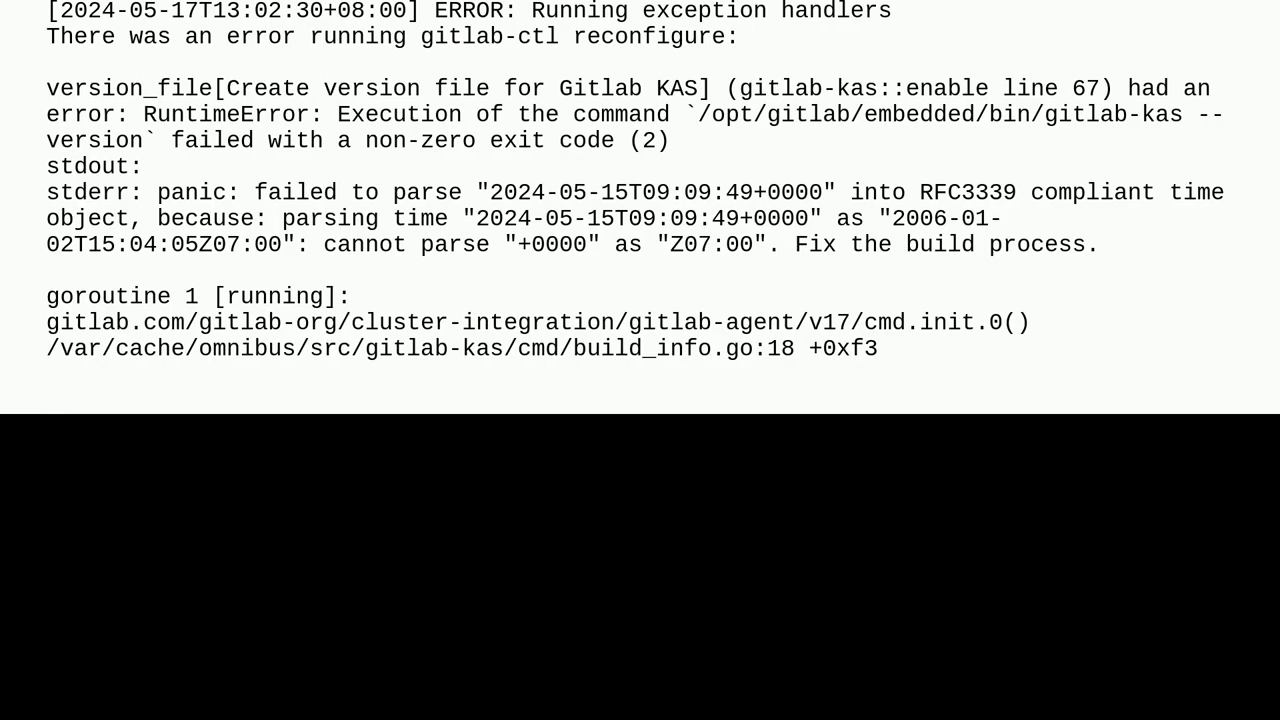 [2024-05-17T13:02:30+08:00] ERROR: Running exception handlers
There was an error running gitlab-ctl reconfigure:
version_file[Create version file for Gitlab KAS] (gitlab-kas::enable line 67) had an
error: RuntimeError: Execution of the command `/opt/gitlab/embedded/bin/gitlab-kas --
version` failed with a non-zero exit code (2)
stdout:
stderr: panic: failed to parse "2024-05-15T09:09:49+0000" into RFC3339 compliant time
object, because: parsing time "2024-05-15T09:09:49+0000" as "2006-01-
02T15:04:05Z07:00": cannot parse "+0000" as "Z07:00". Fix the build process.
goroutine 1 [running]:
gitlab.com/gitlab-org/cluster-integration/gitlab-agent/v17/cmd.init.0()
/var/cache/omnibus/src/gitlab-kas/cmd/build_info.go:18 +0xf3